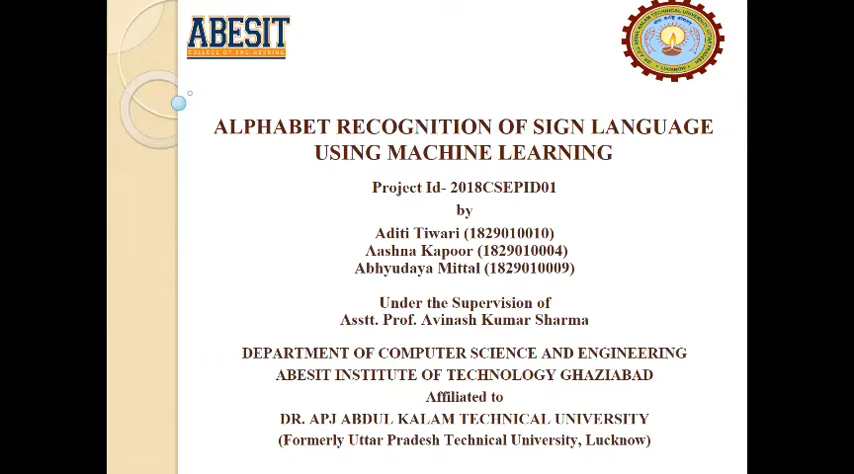 ABESIT
COLLEGE OF ENGINEERING
ALPHABET RECOGNITION OF SIGN LANGUAGE
USING MACHINE LEARNING
Project Id- 2018CSEPID01
by
Aditi Tiwari (1829010010)
Aashna Kapoor (1829010004)
Abhyudaya Mittal (1829010009)
Under the Supervision of
Asstt. Prof. Avinash Kumar Sharma
DEPARTMENT OF COMPUTER SCIENCE AND ENGINEERING
ABESIT INSTITUTE OF TECHNOLOGY GHAZIABAD
Affiliated to
DR. APJ ABDUL KALAM TECHNICAL UNIVERSITY
(Formerly Uttar Pradesh Technical University, Lucknow)